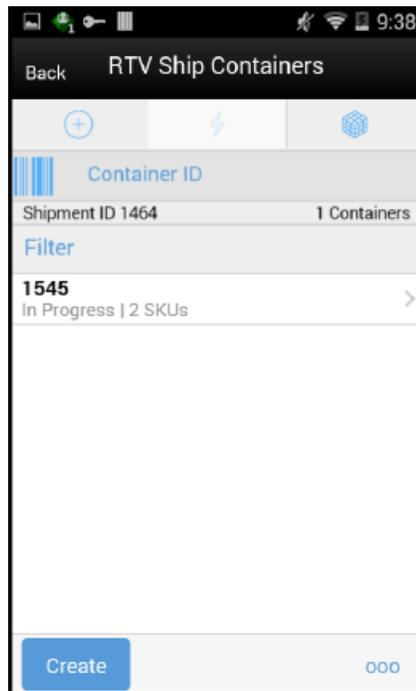 9:38
Back RTV Ship Containers
Container ID
Shipment ID 1464 1 Containers
Filter
1545
In Progress | 2 SKUs
Create ooo